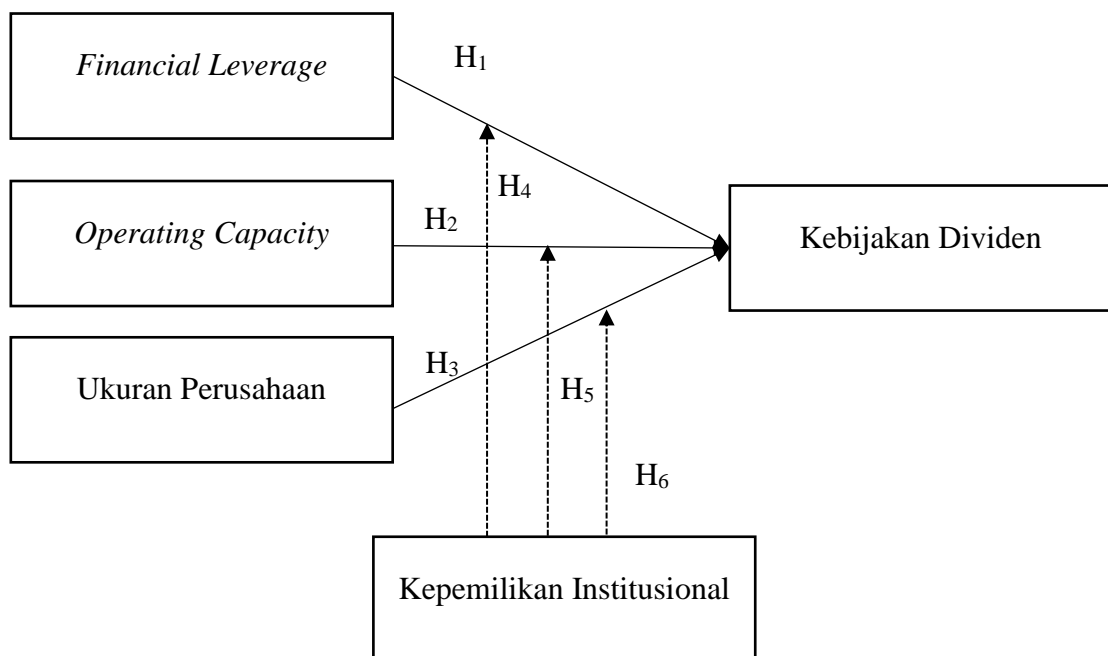 Financial Leverage
H₁
H₄
Operating Capacity
H₂
Kebijakan Dividen
Ukuran Perusahaan
H₃
H₅
H₆
Kepemilikan Institusional